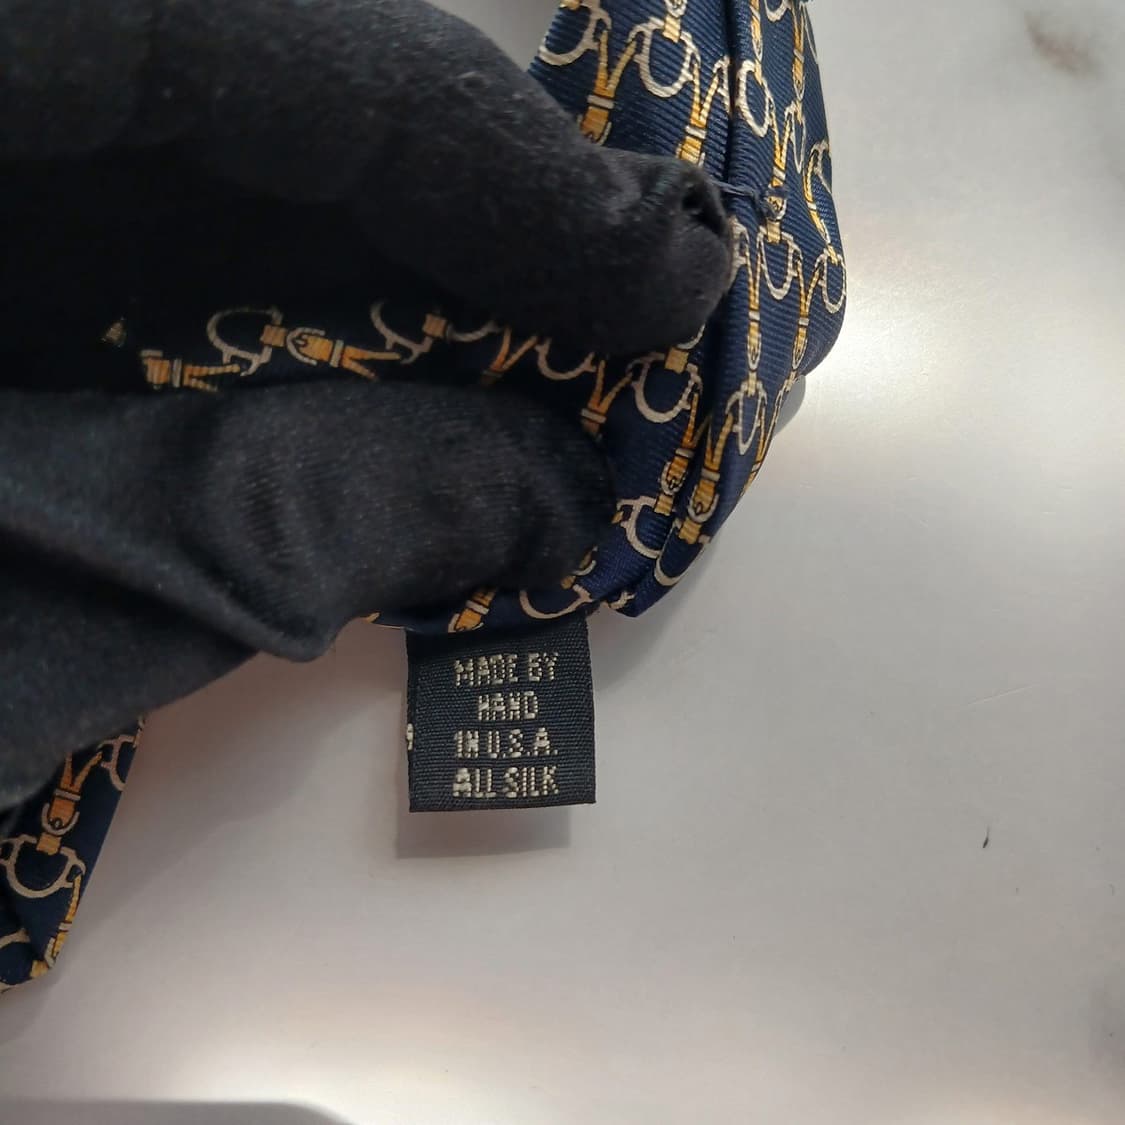 MADE BY
HAND
IN U.S.A.
ALL SILK